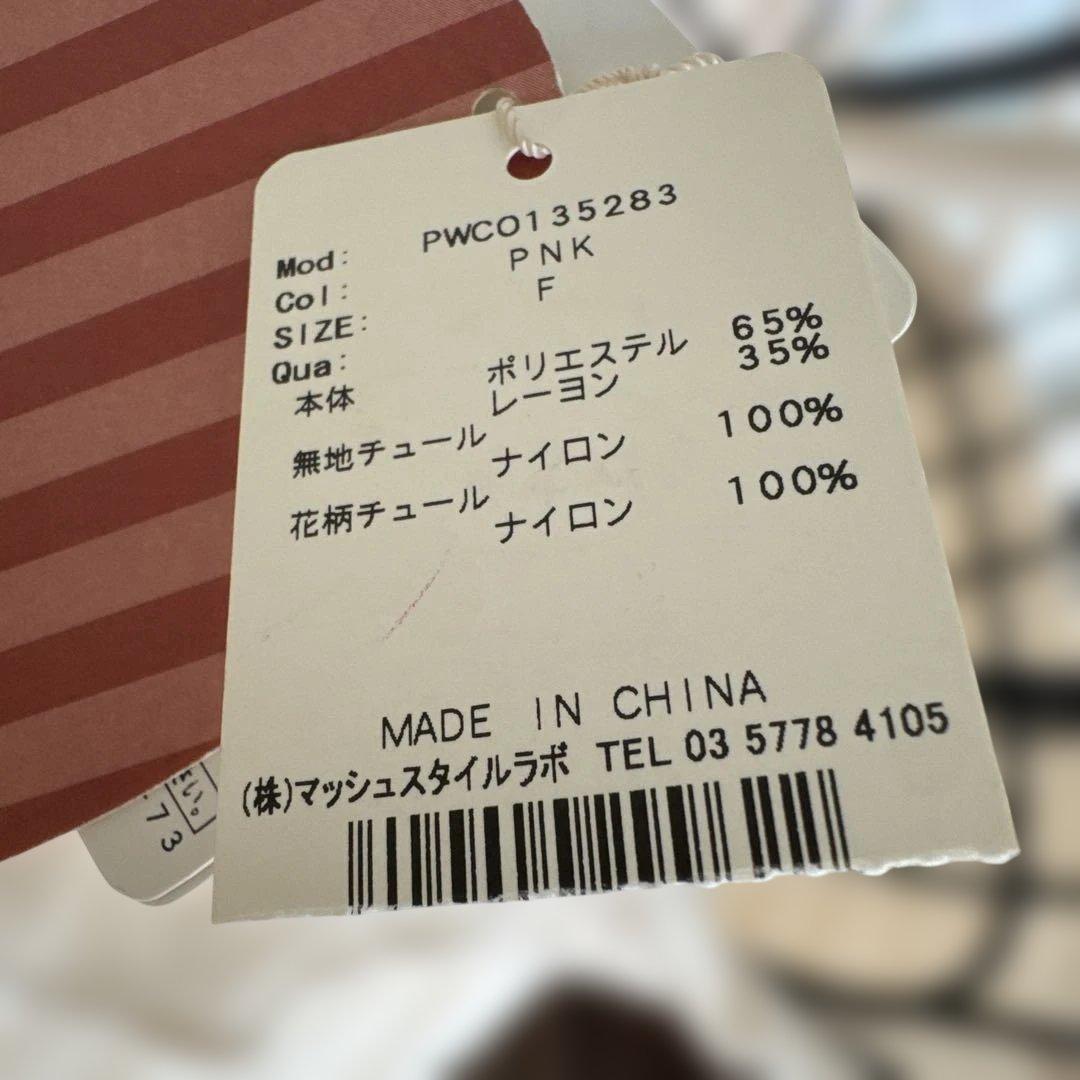 Mod: PWCO135283
Col: PNK
SIZE: F
Qua:
本体 ポリエステル 65%
レーヨン 35%
無地チュール ナイロン 100%
花柄チュール ナイロン 100%
MADE IN CHINA
(株)マッシュスタイルラボ TEL 03 5778 4105
い。
73